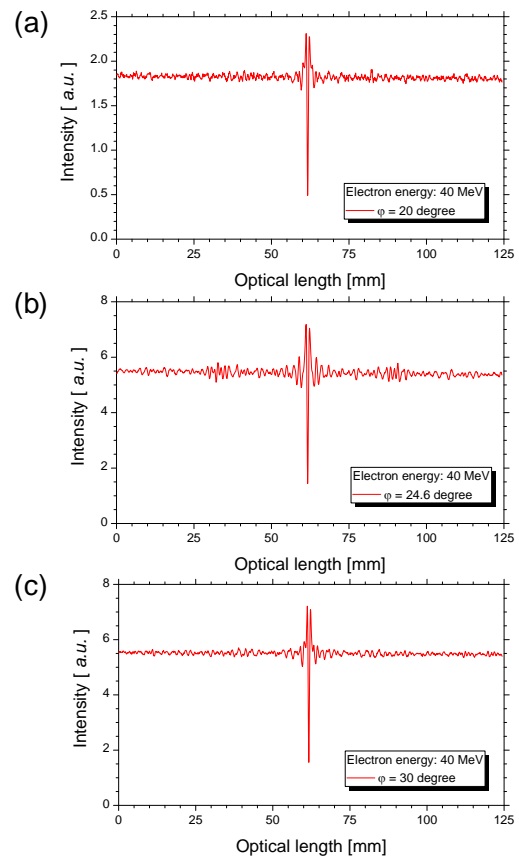 (a)
2.5
2.0
1.5
1.0
0.5
0.0
Intensity [ a.u. ]
Electron energy: 40 MeV
φ = 20 degree
0 25 50 75 100 125
Optical length [mm]
(b)
8
6
4
2
0
Intensity [ a.u. ]
Electron energy: 40 MeV
φ = 24.6 degree
0 25 50 75 100 125
Optical length [mm]
(c)
8
6
4
2
0
Intensity [ a.u. ]
Electron energy: 40 MeV
φ = 30 degree
0 25 50 75 100 125
Optical length [mm]